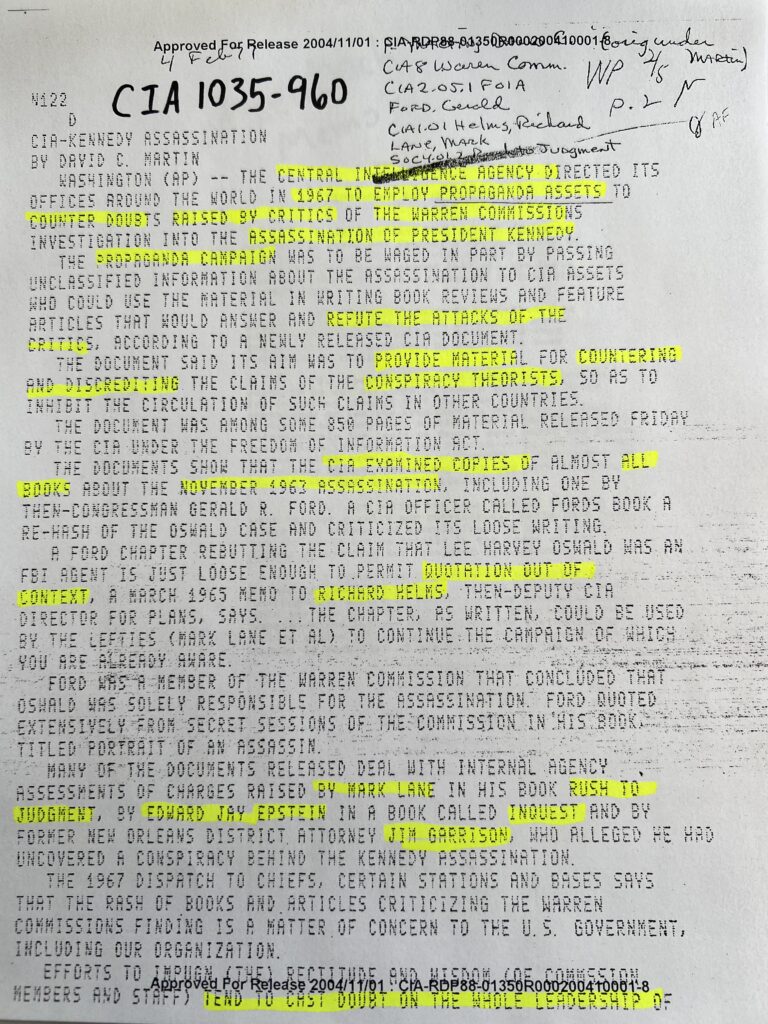 Approved For Release 2004/11/01 : CIA-RDP88-01350R000200410001-8
(orig under
MARTIN)
CIA 8 Waren Comm.
CIA 2.05.1 FOIA
FORD, Gerald
CIA 1.01 Helms, Richard
LANE, MARK
SOC4.01.2 Judgment
WP 2/5
p. 2
4 Feb
CIA 1035-960
N122
D
CIA-KENNEDY ASSASSINATION
BY DAVID C. MARTIN
WASHINGTON (AP) -- THE CENTRAL INTELLIGENCE AGENCY DIRECTED ITS
OFFICES AROUND THE WORLD IN 1967 TO EMPLOY PROPAGANDA ASSETS TO
COUNTER DOUBTS RAISED BY CRITICS OF THE WARREN COMMISSIONS
INVESTIGATION INTO THE ASSASSINATION OF PRESIDENT KENNEDY.
THE PROPAGANDA CAMPAIGN WAS TO BE WAGED IN PART BY PASSING
UNCLASSIFIED INFORMATION ABOUT THE ASSASSINATION TO CIA ASSETS
WHO COULD USE THE MATERIAL IN WRITING BOOK REVIEWS AND FEATURE
ARTICLES THAT WOULD ANSWER AND REFUTE THE ATTACKS OF THE
CRITICS, ACCORDING TO A NEWLY RELEASED CIA DOCUMENT.
THE DOCUMENT SAID ITS AIM WAS TO PROVIDE MATERIAL FOR COUNTERING
AND DISCREDITING THE CLAIMS OF THE CONSPIRACY THEORISTS, SO AS TO
INHIBIT THE CIRCULATION OF SUCH CLAIMS IN OTHER COUNTRIES.
THE DOCUMENT WAS AMONG SOME 850 PAGES OF MATERIAL RELEASED FRIDAY
BY THE CIA UNDER THE FREEDOM OF INFORMATION ACT.
THE DOCUMENTS SHOW THAT THE CIA EXAMINED COPIES OF ALMOST ALL
BOOKS ABOUT THE NOVEMBER 1963 ASSASSINATION, INCLUDING ONE BY
THEN-CONGRESSMAN GERALD R. FORD. A CIA OFFICER CALLED FORDS BOOK A
RE-HASH OF THE OSWALD CASE AND CRITICIZED ITS LOOSE WRITING.
A FORD CHAPTER REBUTTING THE CLAIM THAT LEE HARVEY OSWALD WAS AN
FBI AGENT IS JUST LOOSE ENOUGH TO PERMIT QUOTATION OUT OF
CONTEXT, A MARCH 1965 MEMO TO RICHARD HELMS, THEN-DEPUTY CIA
DIRECTOR FOR PLANS, SAYS. ...THE CHAPTER, AS WRITTEN, COULD BE USED
BY THE LEFTIES (MARK LANE ET AL) TO CONTINUE THE CAMPAIGN OF WHICH
YOU ARE ALREADY AWARE.
FORD WAS A MEMBER OF THE WARREN COMMISSION THAT CONCLUDED THAT
OSWALD WAS SOLELY RESPONSIBLE FOR THE ASSASSINATION. FORD QUOTED
EXTENSIVELY FROM SECRET SESSIONS OF THE COMMISSION IN HIS BOOK
TITLED PORTRAIT OF AN ASSASSIN.
MANY OF THE DOCUMENTS RELEASED DEAL WITH INTERNAL AGENCY
ASSESSMENTS OF CHARGES RAISED BY MARK LANE IN HIS BOOK RUSH TO
JUDGMENT, BY EDWARD JAY EPSTEIN IN A BOOK CALLED INQUEST AND BY
FORMER NEW ORLEANS DISTRICT ATTORNEY JIM GARRISON, WHO ALLEGED HE HAD
UNCOVERED A CONSPIRACY BEHIND THE KENNEDY ASSASSINATION.
THE 1967 DISPATCH TO CHIEFS, CERTAIN STATIONS AND BASES SAYS
THAT THE RASH OF BOOKS AND ARTICLES CRITICIZING THE WARREN
COMMISSIONS FINDING IS A MATTER OF CONCERN TO THE U.S. GOVERNMENT,
INCLUDING OUR ORGANIZATION.
EFFORTS TO IMPUGN (THE) RECTITUDE AND WISDOM (OF COMMISSION
Approved For Release 2004/11/01 : CIA-RDP88-01350R000200410001-8
MEMBERS AND STAFF) TEND TO CAST DOUBT ON THE WHOLE LEADERSHIP OF